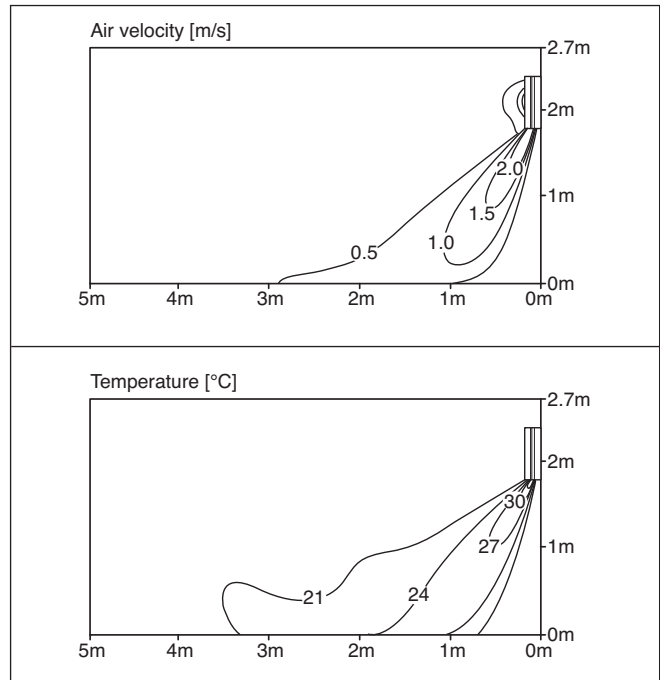 Air velocity [m/s]
2.7m
2m
2.0
1m
1.5
1.0
0.5
0m
5m 4m 3m 2m 1m 0m
Temperature [°C]
2.7m
2m
30
27
1m
24
21
0m
5m 4m 3m 2m 1m 0m